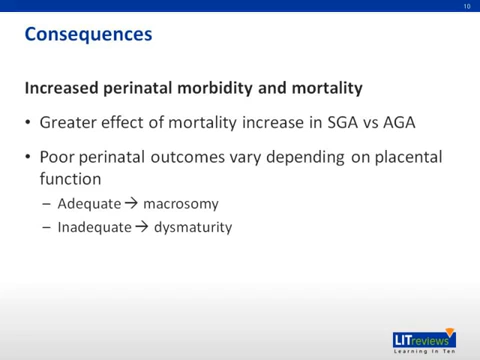 10
Consequences
Increased perinatal morbidity and mortality
• Greater effect of mortality increase in SGA vs AGA
• Poor perinatal outcomes vary depending on placental
function
– Adequate → macrosomy
– Inadequate → dysmaturity
LITreviews
Learning In Ten